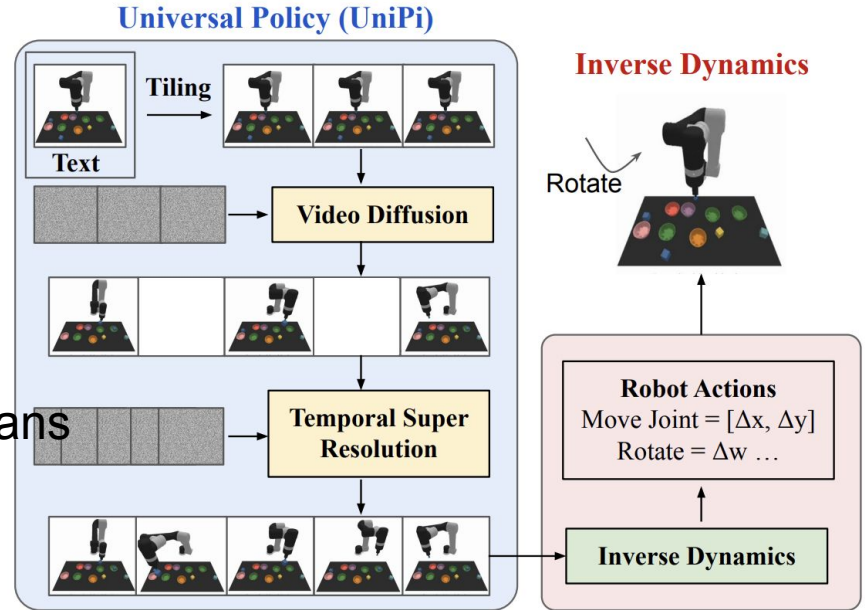 Universal Policy (UniPi)
Tiling
Text
Video Diffusion
ans
Temporal Super
Resolution
Inverse Dynamics
Rotate
Robot Actions
Move Joint = [Δx, Δy]
Rotate = Δw ...
Inverse Dynamics